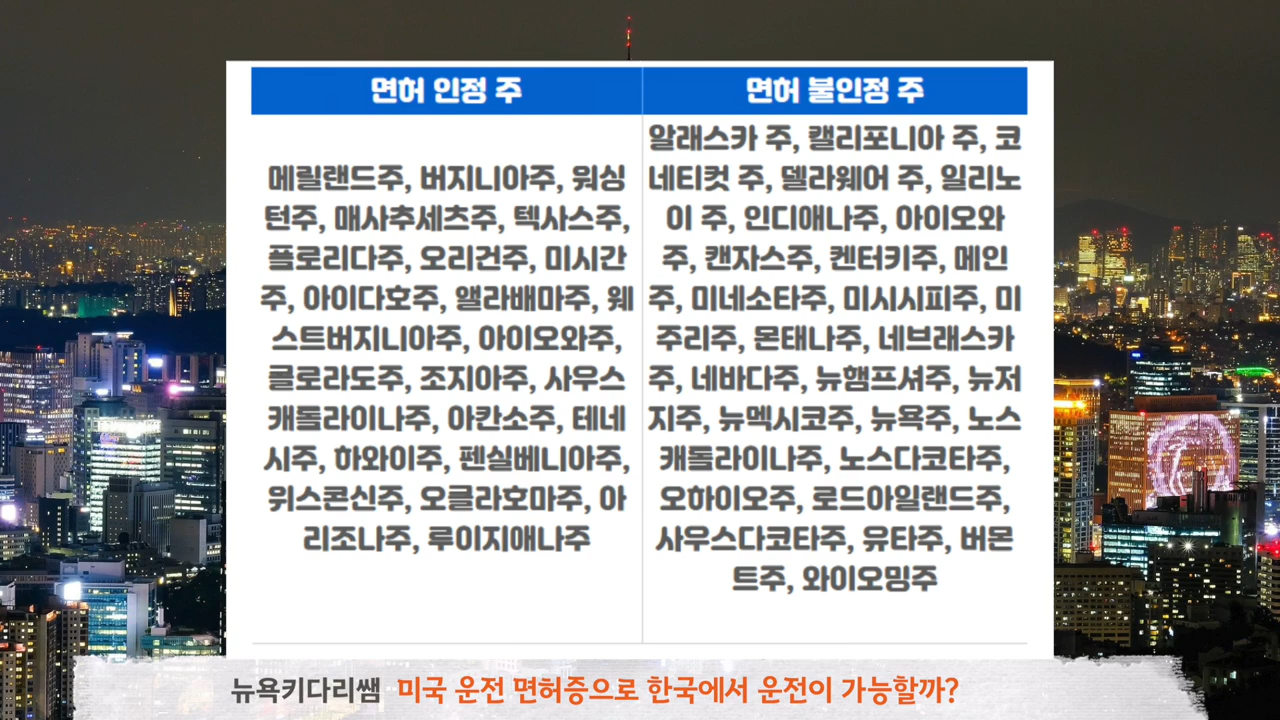 면허 인정 주
면허 불인정 주
메릴랜드주, 버지니아주, 워싱
턴주, 매사추세츠주, 텍사스주,
플로리다주, 오리건주, 미시간
주, 아이다호주, 앨라배마주, 웨
스트버지니아주, 아이오와주,
콜로라도주, 조지아주, 사우스
캐롤라이나주, 아칸소주, 테네
시주, 하와이주, 펜실베니아주,
위스콘신주, 오클라호마주, 아
리조나주, 루이지애나주
알래스카 주, 캘리포니아 주, 코
네티컷 주, 델라웨어 주, 일리노
이 주, 인디애나주, 아이오와
주, 캔자스주, 켄터키주, 메인
주, 미네소타주, 미시시피주, 미
주리주, 몬태나주, 네브래스카
주, 네바다주, 뉴햄프셔주, 뉴저
지주, 뉴멕시코주, 뉴욕주, 노스
캐롤라이나주, 노스다코타주,
오하이오주, 로드아일랜드주,
사우스다코타주, 유타주, 버몬
트주, 와이오밍주
뉴욕키다리쌤 미국 운전 면허증으로 한국에서 운전이 가능할까?